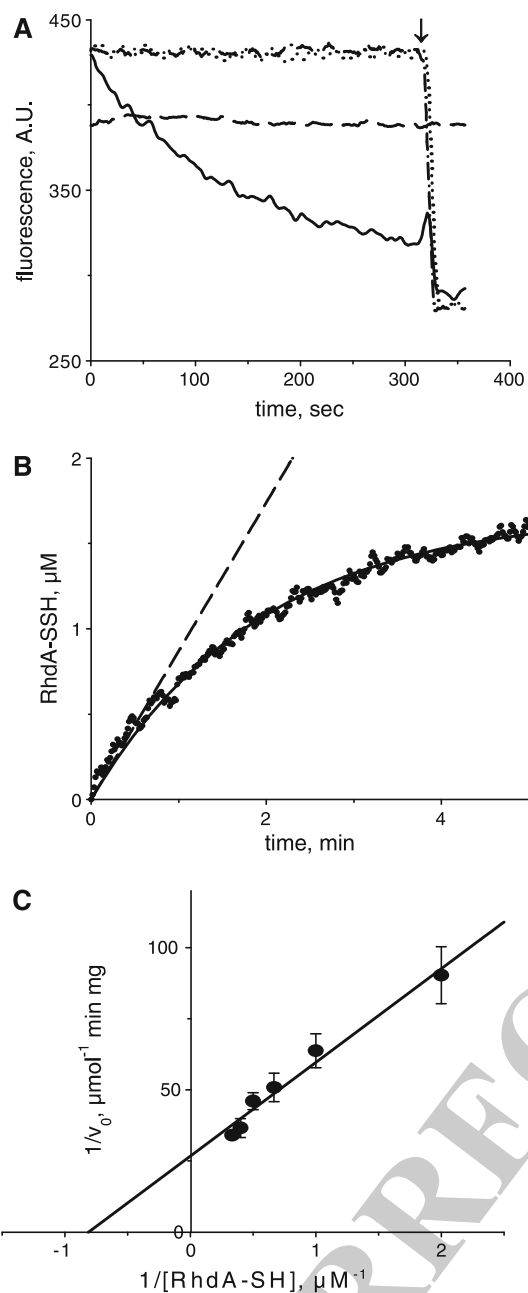 A
450
350
250
fluorescence, A.U.
0
100
200
300
400
time, sec
B
2
1
0
RhdA-SSH, µM
0
2
4
time, min
C
100
50
0
1/v₀, µmol⁻¹ min mg
-1
0
1
2
1/[RhdA-SH], µM⁻¹
RREC